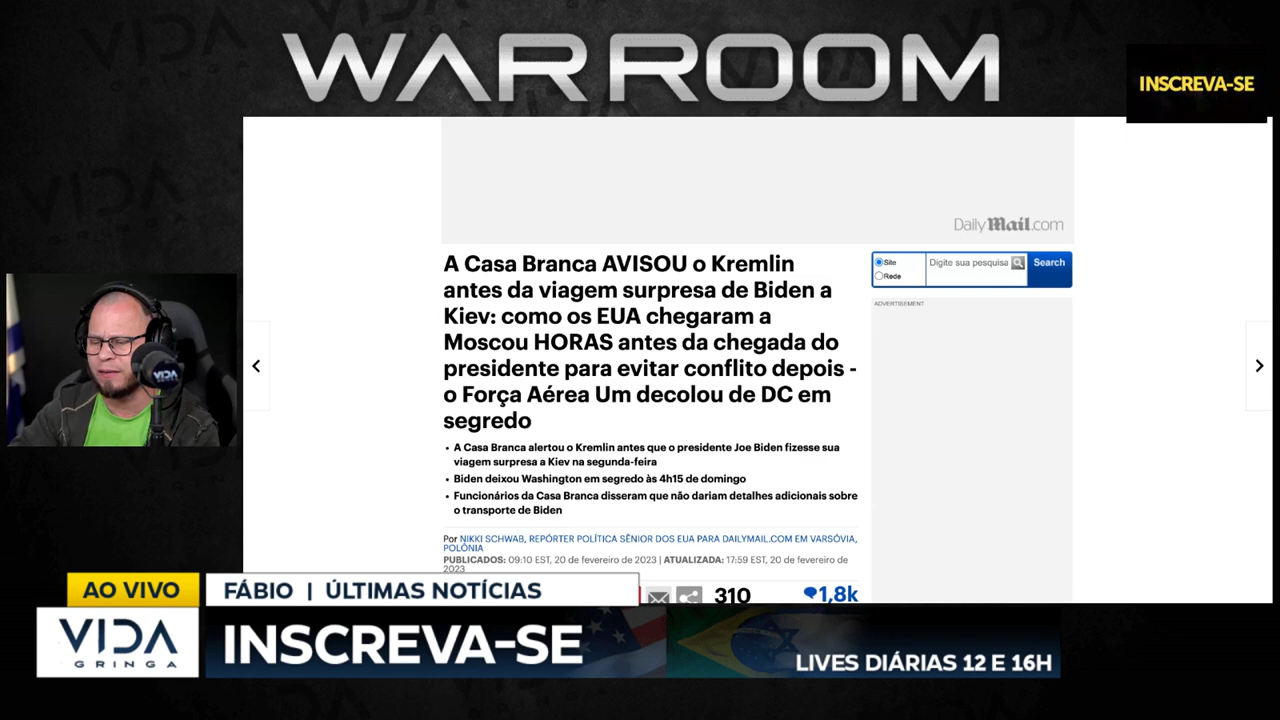 WAR ROOM
INSCREVA-SE
DailyMail.com
A Casa Branca AVISOU o Kremlin
antes da viagem surpresa de Biden a
Kiev: como os EUA chegaram a
Moscou HORAS antes da chegada do
presidente para evitar conflito depois -
o Força Aérea Um decolou de DC em
segredo
Site
Rede
Digite sua pesquisa
Search
ADVERTISEMENT
• A Casa Branca alertou o Kremlin antes que o presidente Joe Biden fizesse sua
viagem surpresa a Kiev na segunda-feira
• Biden deixou Washington em segredo às 4h15 de domingo
• Funcionários da Casa Branca disseram que não dariam detalhes adicionais sobre
o transporte de Biden
Por NIKKI SCHWAB, REPÓRTER POLÍTICA SÊNIOR DOS EUA PARA DAILYMAIL.COM EM VARSÓVIA,
POLÔNIA
PUBLICADOS: 09:10 EST, 20 de fevereiro de 2023 | ATUALIZADA: 17:59 EST, 20 de fevereiro de
2023
310
1,8k
VIDA
AO VIVO
FÁBIO | ÚLTIMAS NOTÍCIAS
VIDA
GRINGA
INSCREVA-SE
LIVES DIÁRIAS 12 E 16H